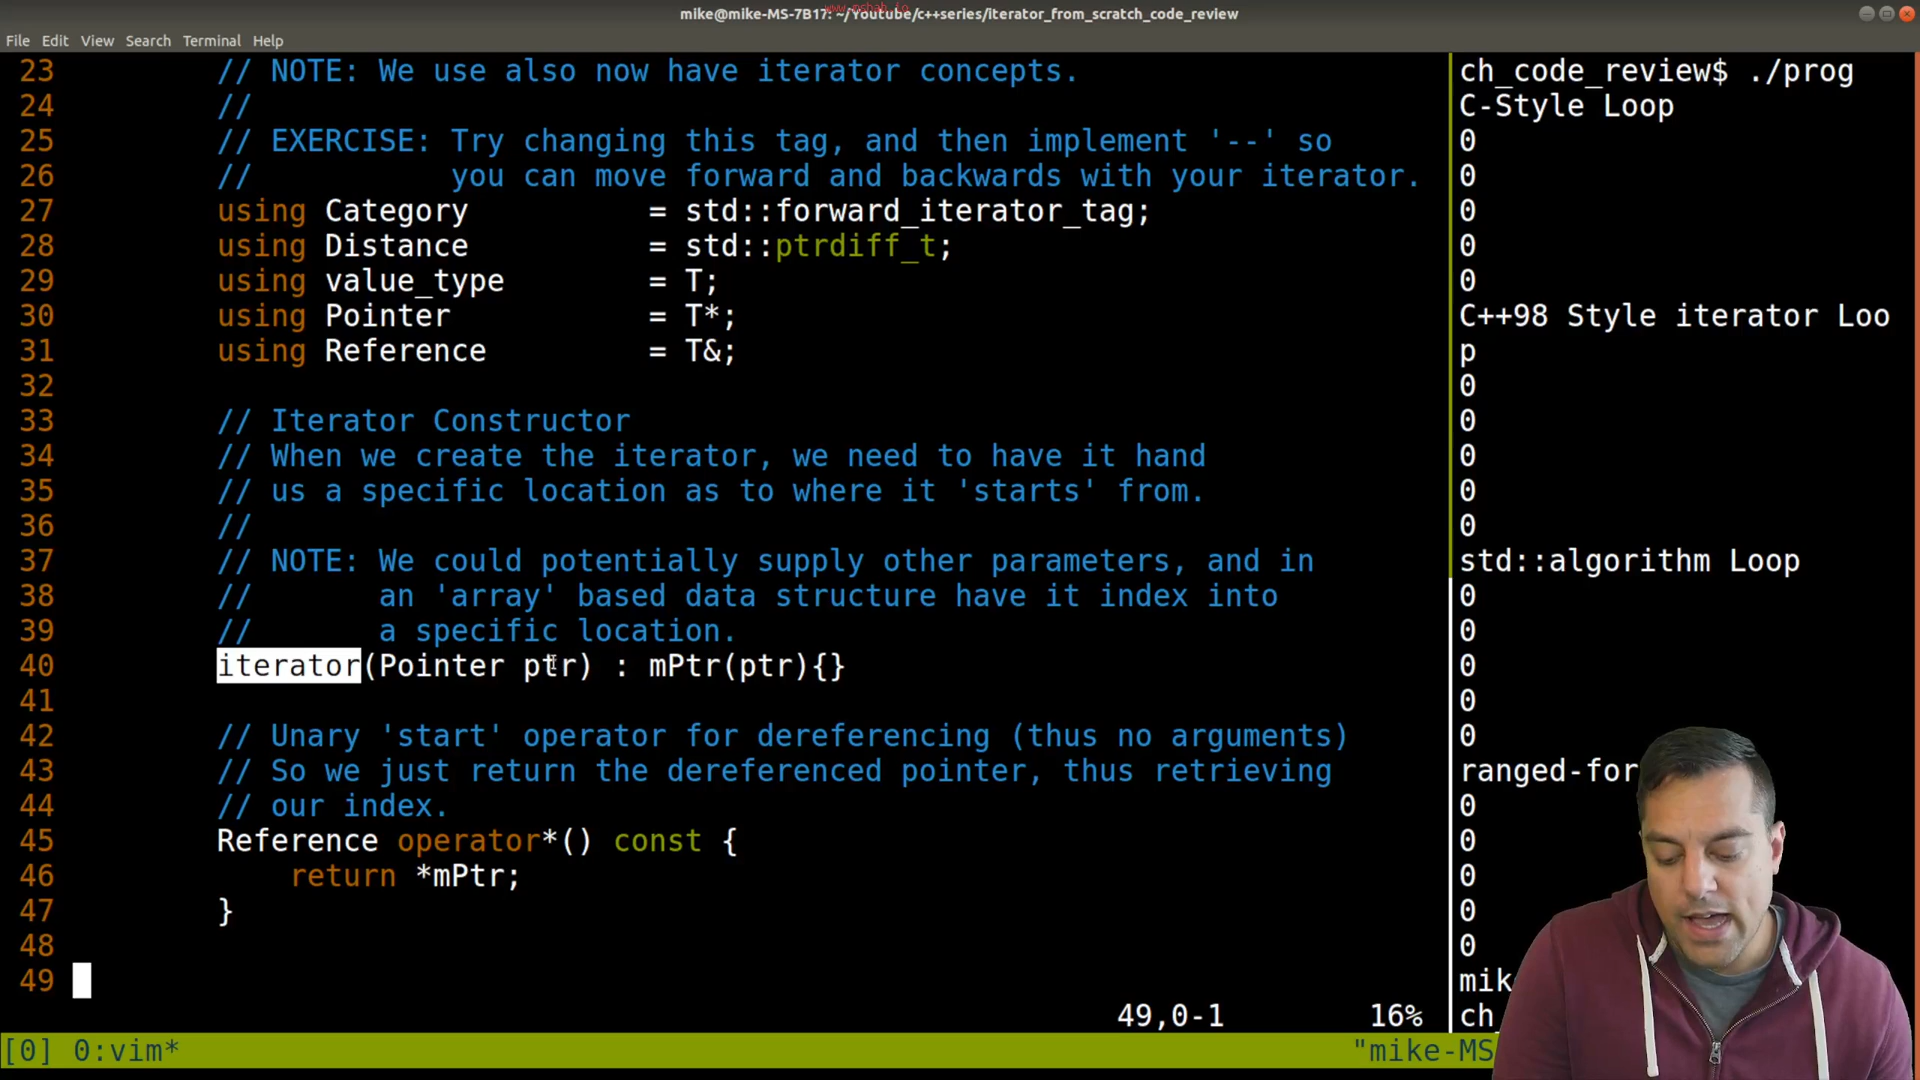 www.mshah.io
mike@mike-MS-7B17: ~/Youtube/c++series/iterator_from_scratch_code_review
File Edit View Search Terminal Help
23 // NOTE: We use also now have iterator concepts.
24 //
25 // EXERCISE: Try changing this tag, and then implement '--' so
26 // you can move forward and backwards with your iterator.
27 using Category = std::forward_iterator_tag;
28 using Distance = std::ptrdiff_t;
29 using value_type = T;
30 using Pointer = T*;
31 using Reference = T&;
32
33 // Iterator Constructor
34 // When we create the iterator, we need to have it hand
35 // us a specific location as to where it 'starts' from.
36 //
37 // NOTE: We could potentially supply other parameters, and in
38 // an 'array' based data structure have it index into
39 // a specific location.
40 iterator(Pointer ptr) : mPtr(ptr){}
41
42 // Unary 'start' operator for dereferencing (thus no arguments)
43 // So we just return the dereferenced pointer, thus retrieving
44 // our index.
45 Reference operator*() const {
46 return *mPtr;
47 }
48
49
49,0-1 16%
ch_code_review$ ./prog
C-Style Loop
0
0
0
0
0
C++98 Style iterator Loo
p
0
0
0
0
0
std::algorithm Loop
0
0
0
0
0
ranged-for
0
0
0
0
0
mik
ch
[0] 0:vim* "mike-MS